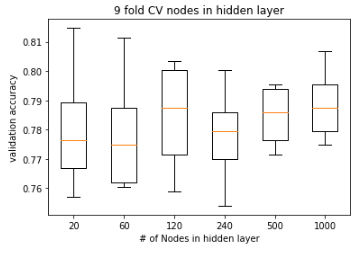 9 fold CV nodes in hidden layer
validation accuracy
0.81
0.80
0.79
0.78
0.77
0.76
20 60 120 240 500 1000
# of Nodes in hidden layer